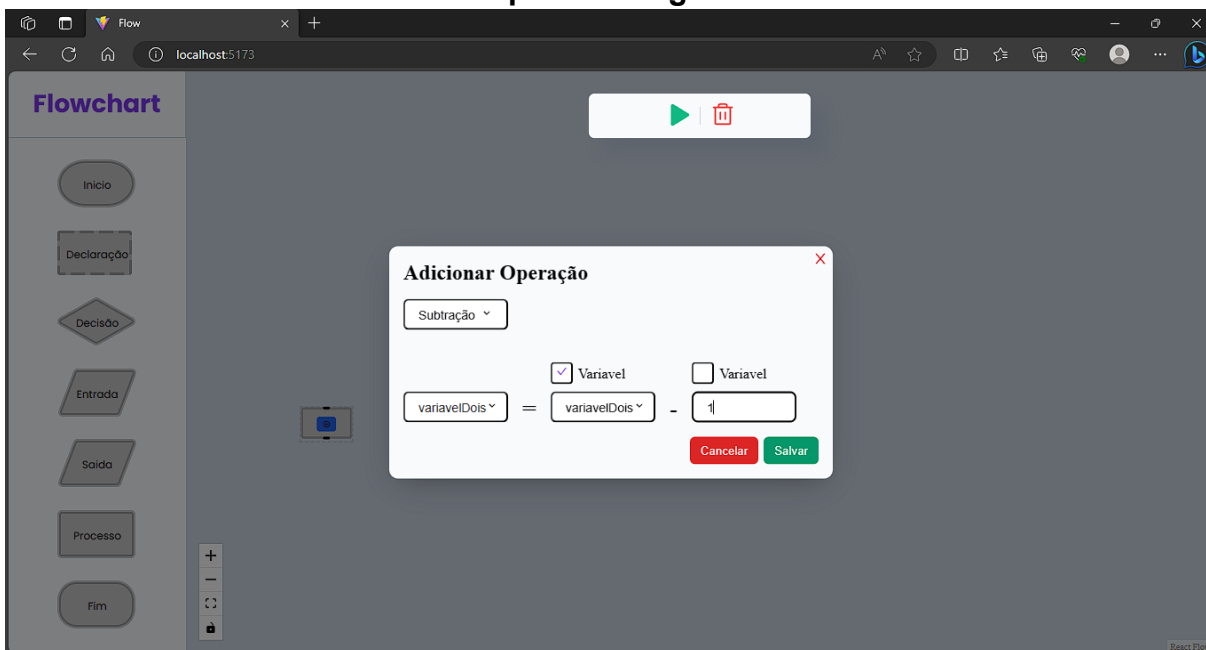 Flow
localhost:5173
Flowchart
Inicio
Declaração
Decisão
Entrada
Saida
Processo
Fim
Adicionar Operação
X
Subtração
Variavel Variavel
variavelDois = variavelDois - 1
Cancelar Salvar